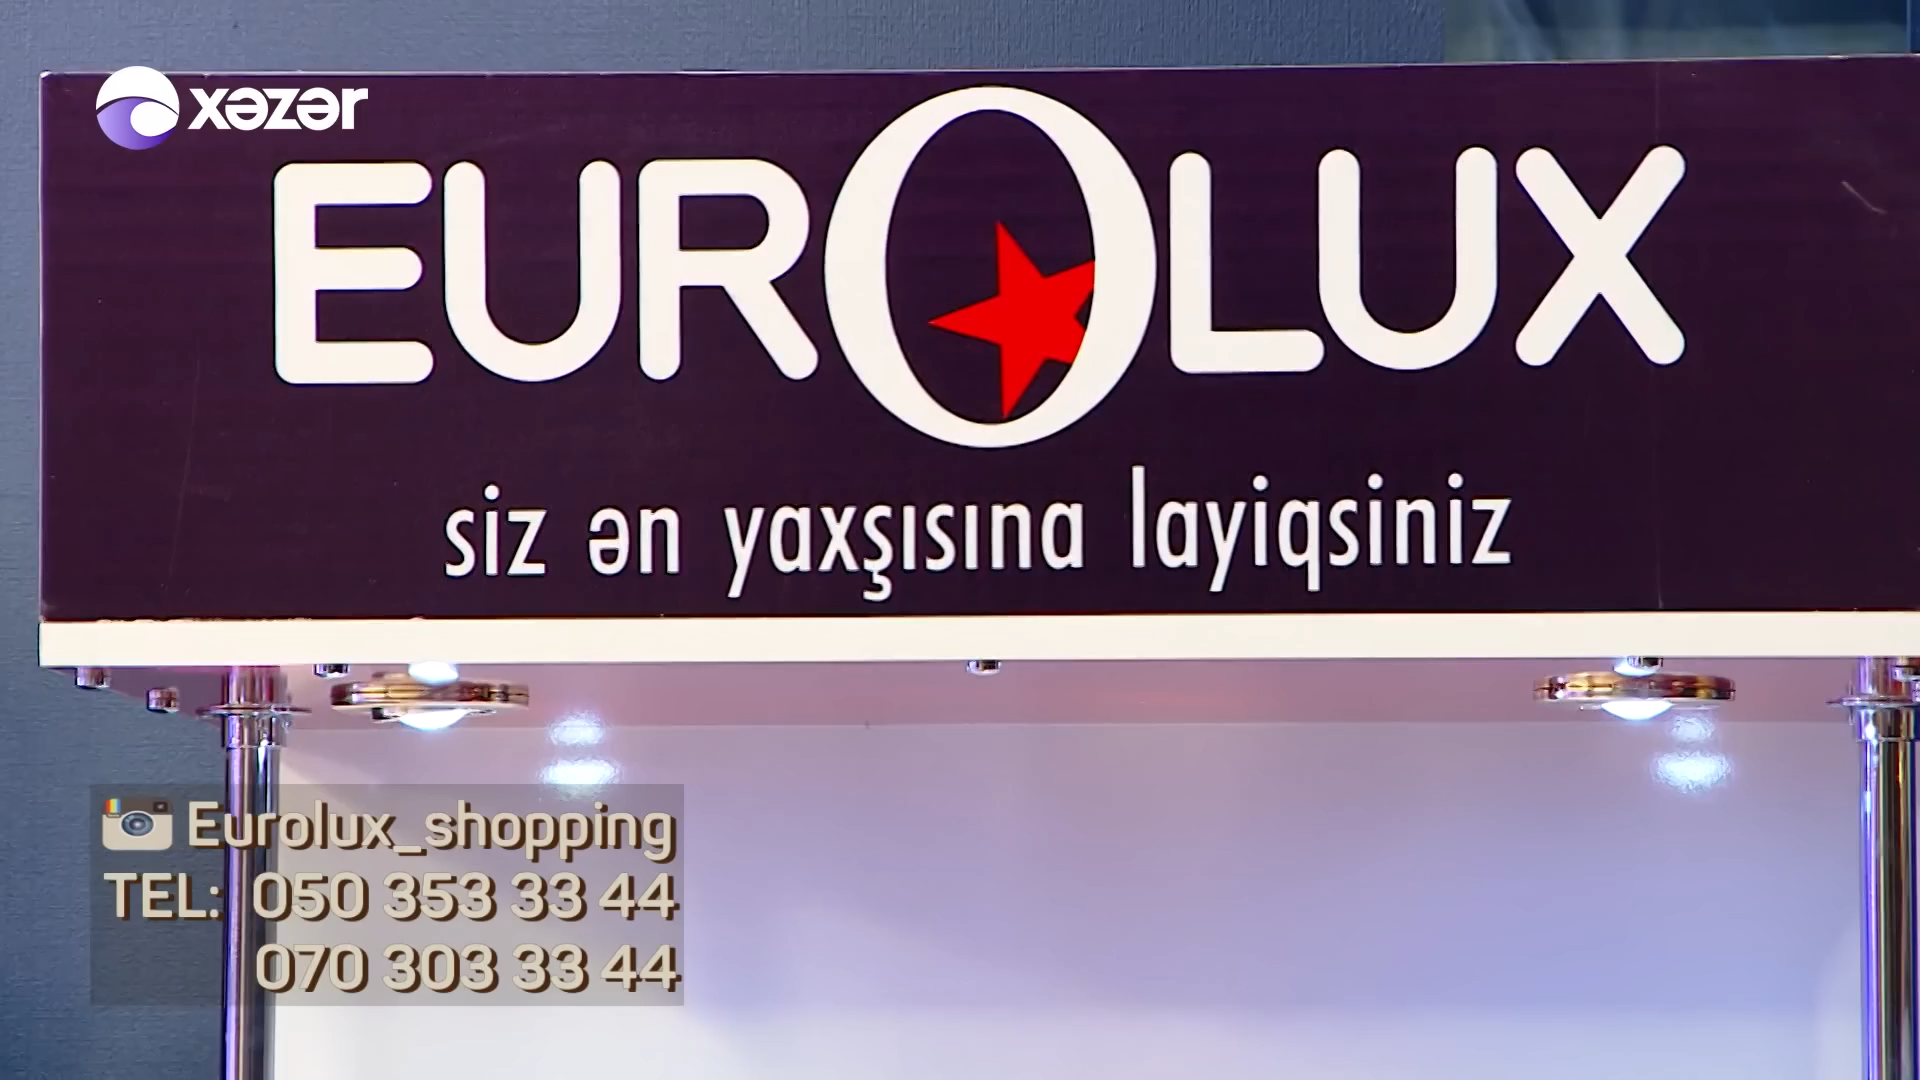 xəzər
EUROLUX
siz ən yaxşısına layiqsiniz
Eurolux_shopping
TEL: 050 353 33 44
070 303 33 44